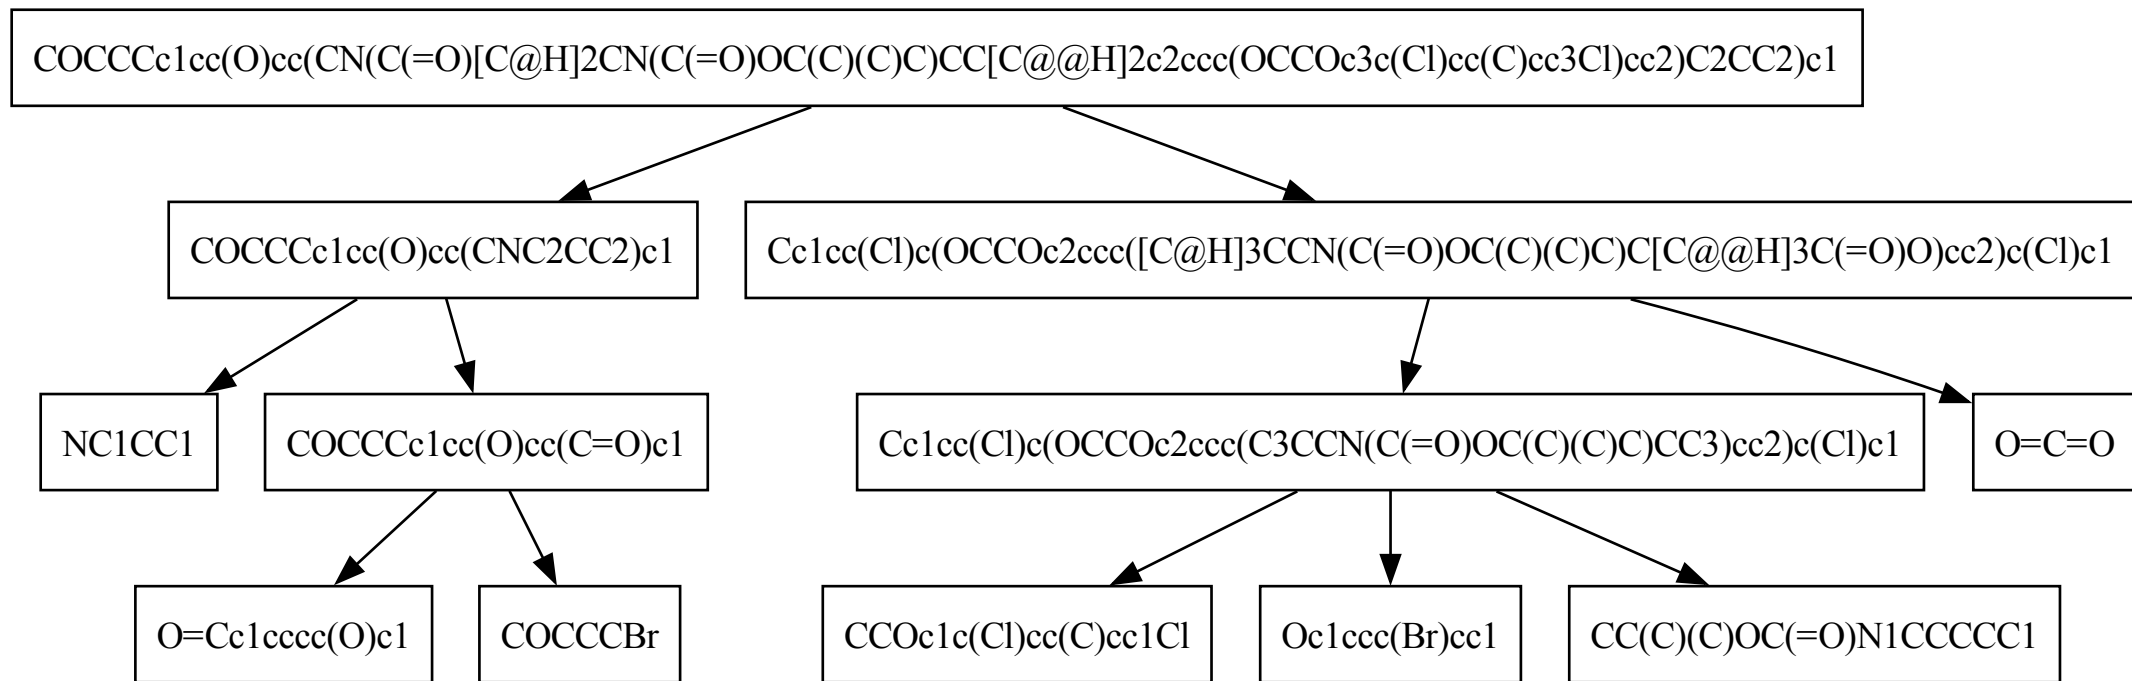 COCCCc1cc(O)cc(CN(C(=O)[C@H]2CN(C(=O)OC(C)(C)C)CC[C@@H]2c2ccc(OCCOc3c(Cl)cc(C)cc3Cl)cc2)C2CC2)c1
COCCCc1cc(O)cc(CNC2CC2)c1
Cc1cc(Cl)c(OCCOc2ccc([C@H]3CCN(C(=O)OC(C)(C)C)C[C@@H]3C(=O)O)cc2)c(Cl)c1
NC1CC1
COCCCc1cc(O)cc(C=O)c1
Cc1cc(Cl)c(OCCOc2ccc(C3CCN(C(=O)OC(C)(C)C)CC3)cc2)c(Cl)c1
O=C=O
O=Cc1cccc(O)c1
COCCCBr
CCOc1c(Cl)cc(C)cc1Cl
Oc1ccc(Br)cc1
CC(C)(C)OC(=O)N1CCCCC1